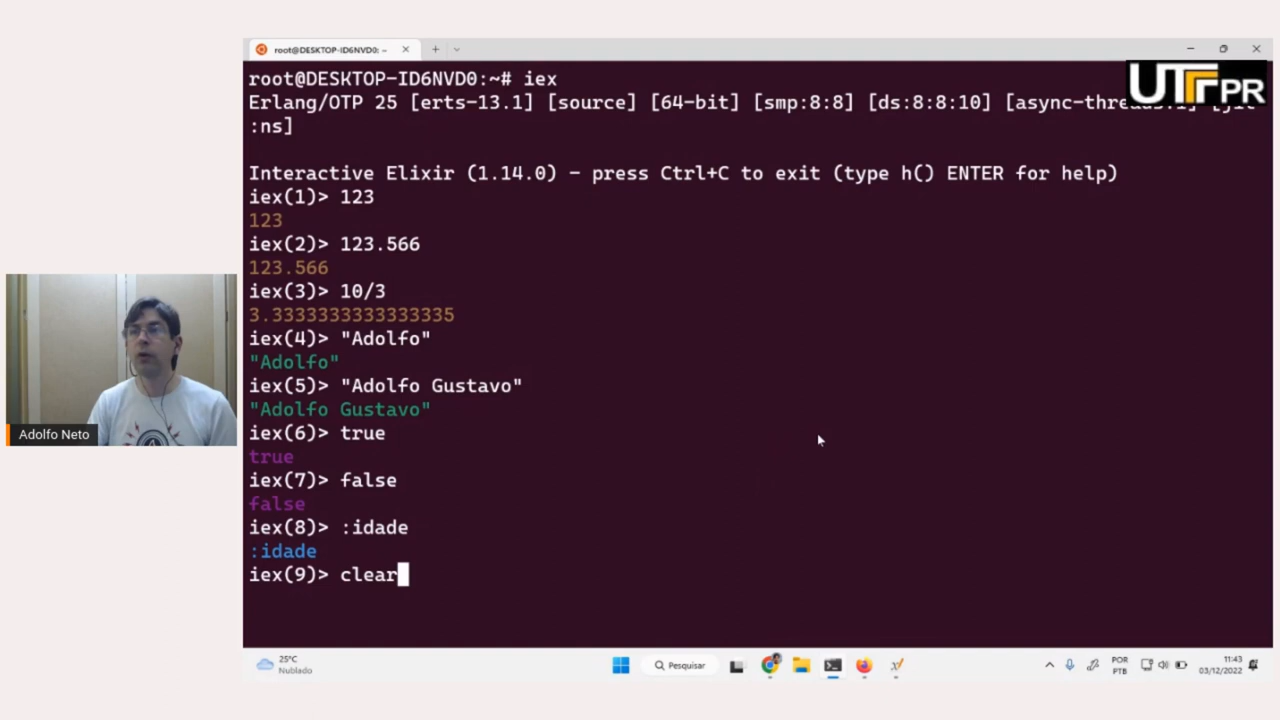 root@DESKTOP-ID6NVD0: ~
root@DESKTOP-ID6NVD0:~# iex
Erlang/OTP 25 [erts-13.1] [source] [64-bit] [smp:8:8] [ds:8:8:10]
:ns]
Interactive Elixir (1.14.0) - press Ctrl+C to exit (type h() ENTER for help)
iex(1)> 123
123
iex(2)> 123.566
123.566
iex(3)> 10/3
3.3333333333333335
iex(4)> "Adolfo"
"Adolfo"
iex(5)> "Adolfo Gustavo"
"Adolfo Gustavo"
iex(6)> true
true
iex(7)> false
false
iex(8)> :idade
:idade
iex(9)> clear
UTFPR
Adolfo Neto
25°C
Nublado
Pesquisar
POR
PTB
11:43
03/12/2022